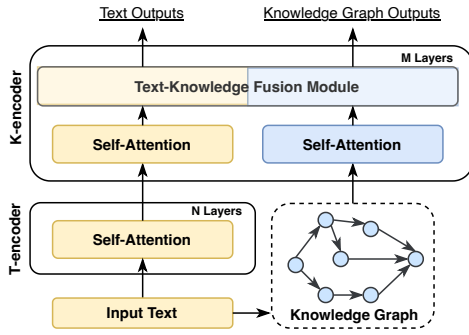 Text Outputs
Knowledge Graph Outputs
M Layers
Text-Knowledge Fusion Module
K-encoder
Self-Attention
Self-Attention
N Layers
T-encoder
Self-Attention
Input Text
Knowledge Graph